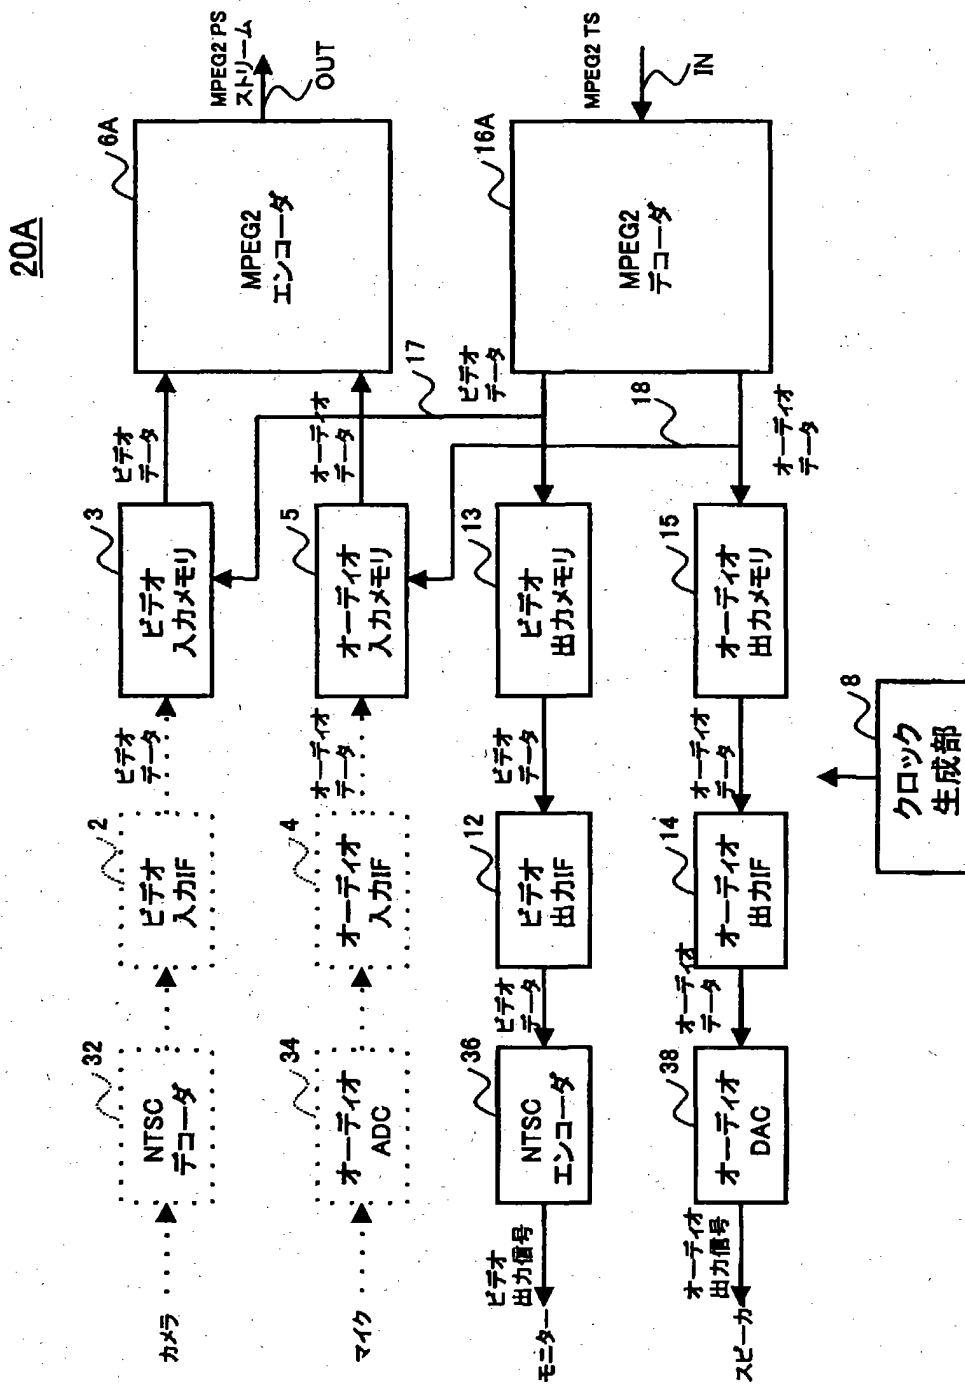 20A
カメラ
32
NTSC
デコーダ
2
ビデオ
入力IF
ビデオ
データ
3
ビデオ
入力メモリ
ビデオ
データ
6A
MPEG2
エンコーダ
MPEG2 PS
ストリーム
OUT
マイク
34
オーディオ
ADC
4
オーディオ
入力IF
オーディオ
データ
5
オーディオ
入力メモリ
オーディオ
データ
17
モニター
ビデオ
出力信号
36
NTSC
エンコーダ
ビデオ
データ
12
ビデオ
出力IF
ビデオ
データ
13
ビデオ
出力メモリ
ビデオ
データ
16A
MPEG2
デコーダ
MPEG2 TS
IN
スピーカ
オーディオ
出力信号
38
オーディオ
DAC
オーディオ
データ
14
オーディオ
出力IF
オーディオ
データ
15
オーディオ
出力メモリ
18
オーディオ
データ
8
クロック
生成部